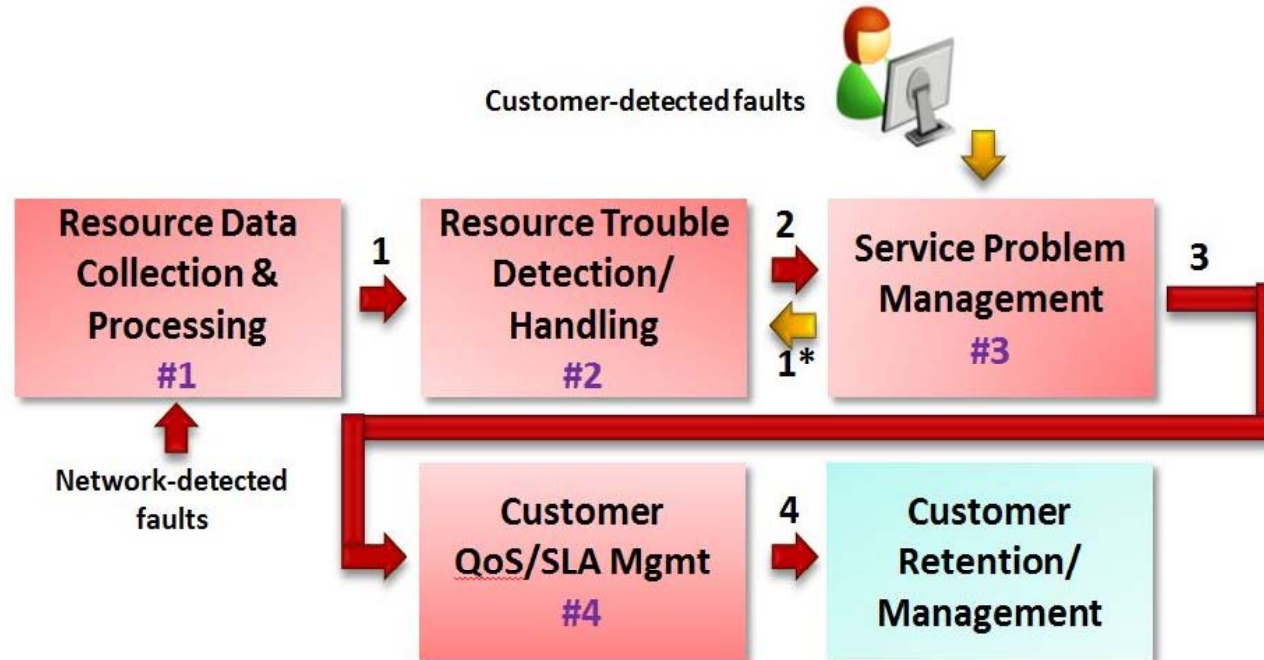 Customer-detected faults
Resource Data
Collection &
Processing
#1
1
Resource Trouble
Detection/
Handling
#2
2
1*
Service Problem
Management
#3
3
Network-detected
faults
Customer
QoS/SLA Mgmt
#4
4
Customer
Retention/
Management